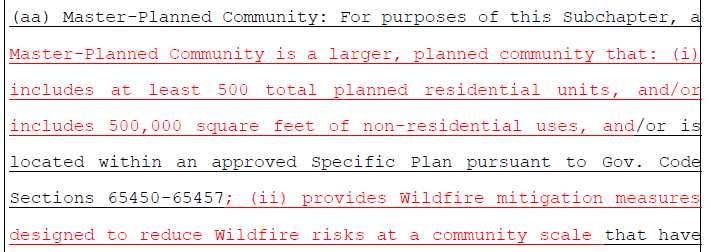 (aa) Master-Planned Community: For purposes of this Subchapter, a
Master-Planned Community is a larger, planned community that: (i)
includes at least 500 total planned residential units, and/or
includes 500,000 square feet of non-residential uses, and/or is
located within an approved Specific Plan pursuant to Gov. Code
Sections 65450-65457; (ii) provides Wildfire mitigation measures
designed to reduce Wildfire risks at a community scale that have